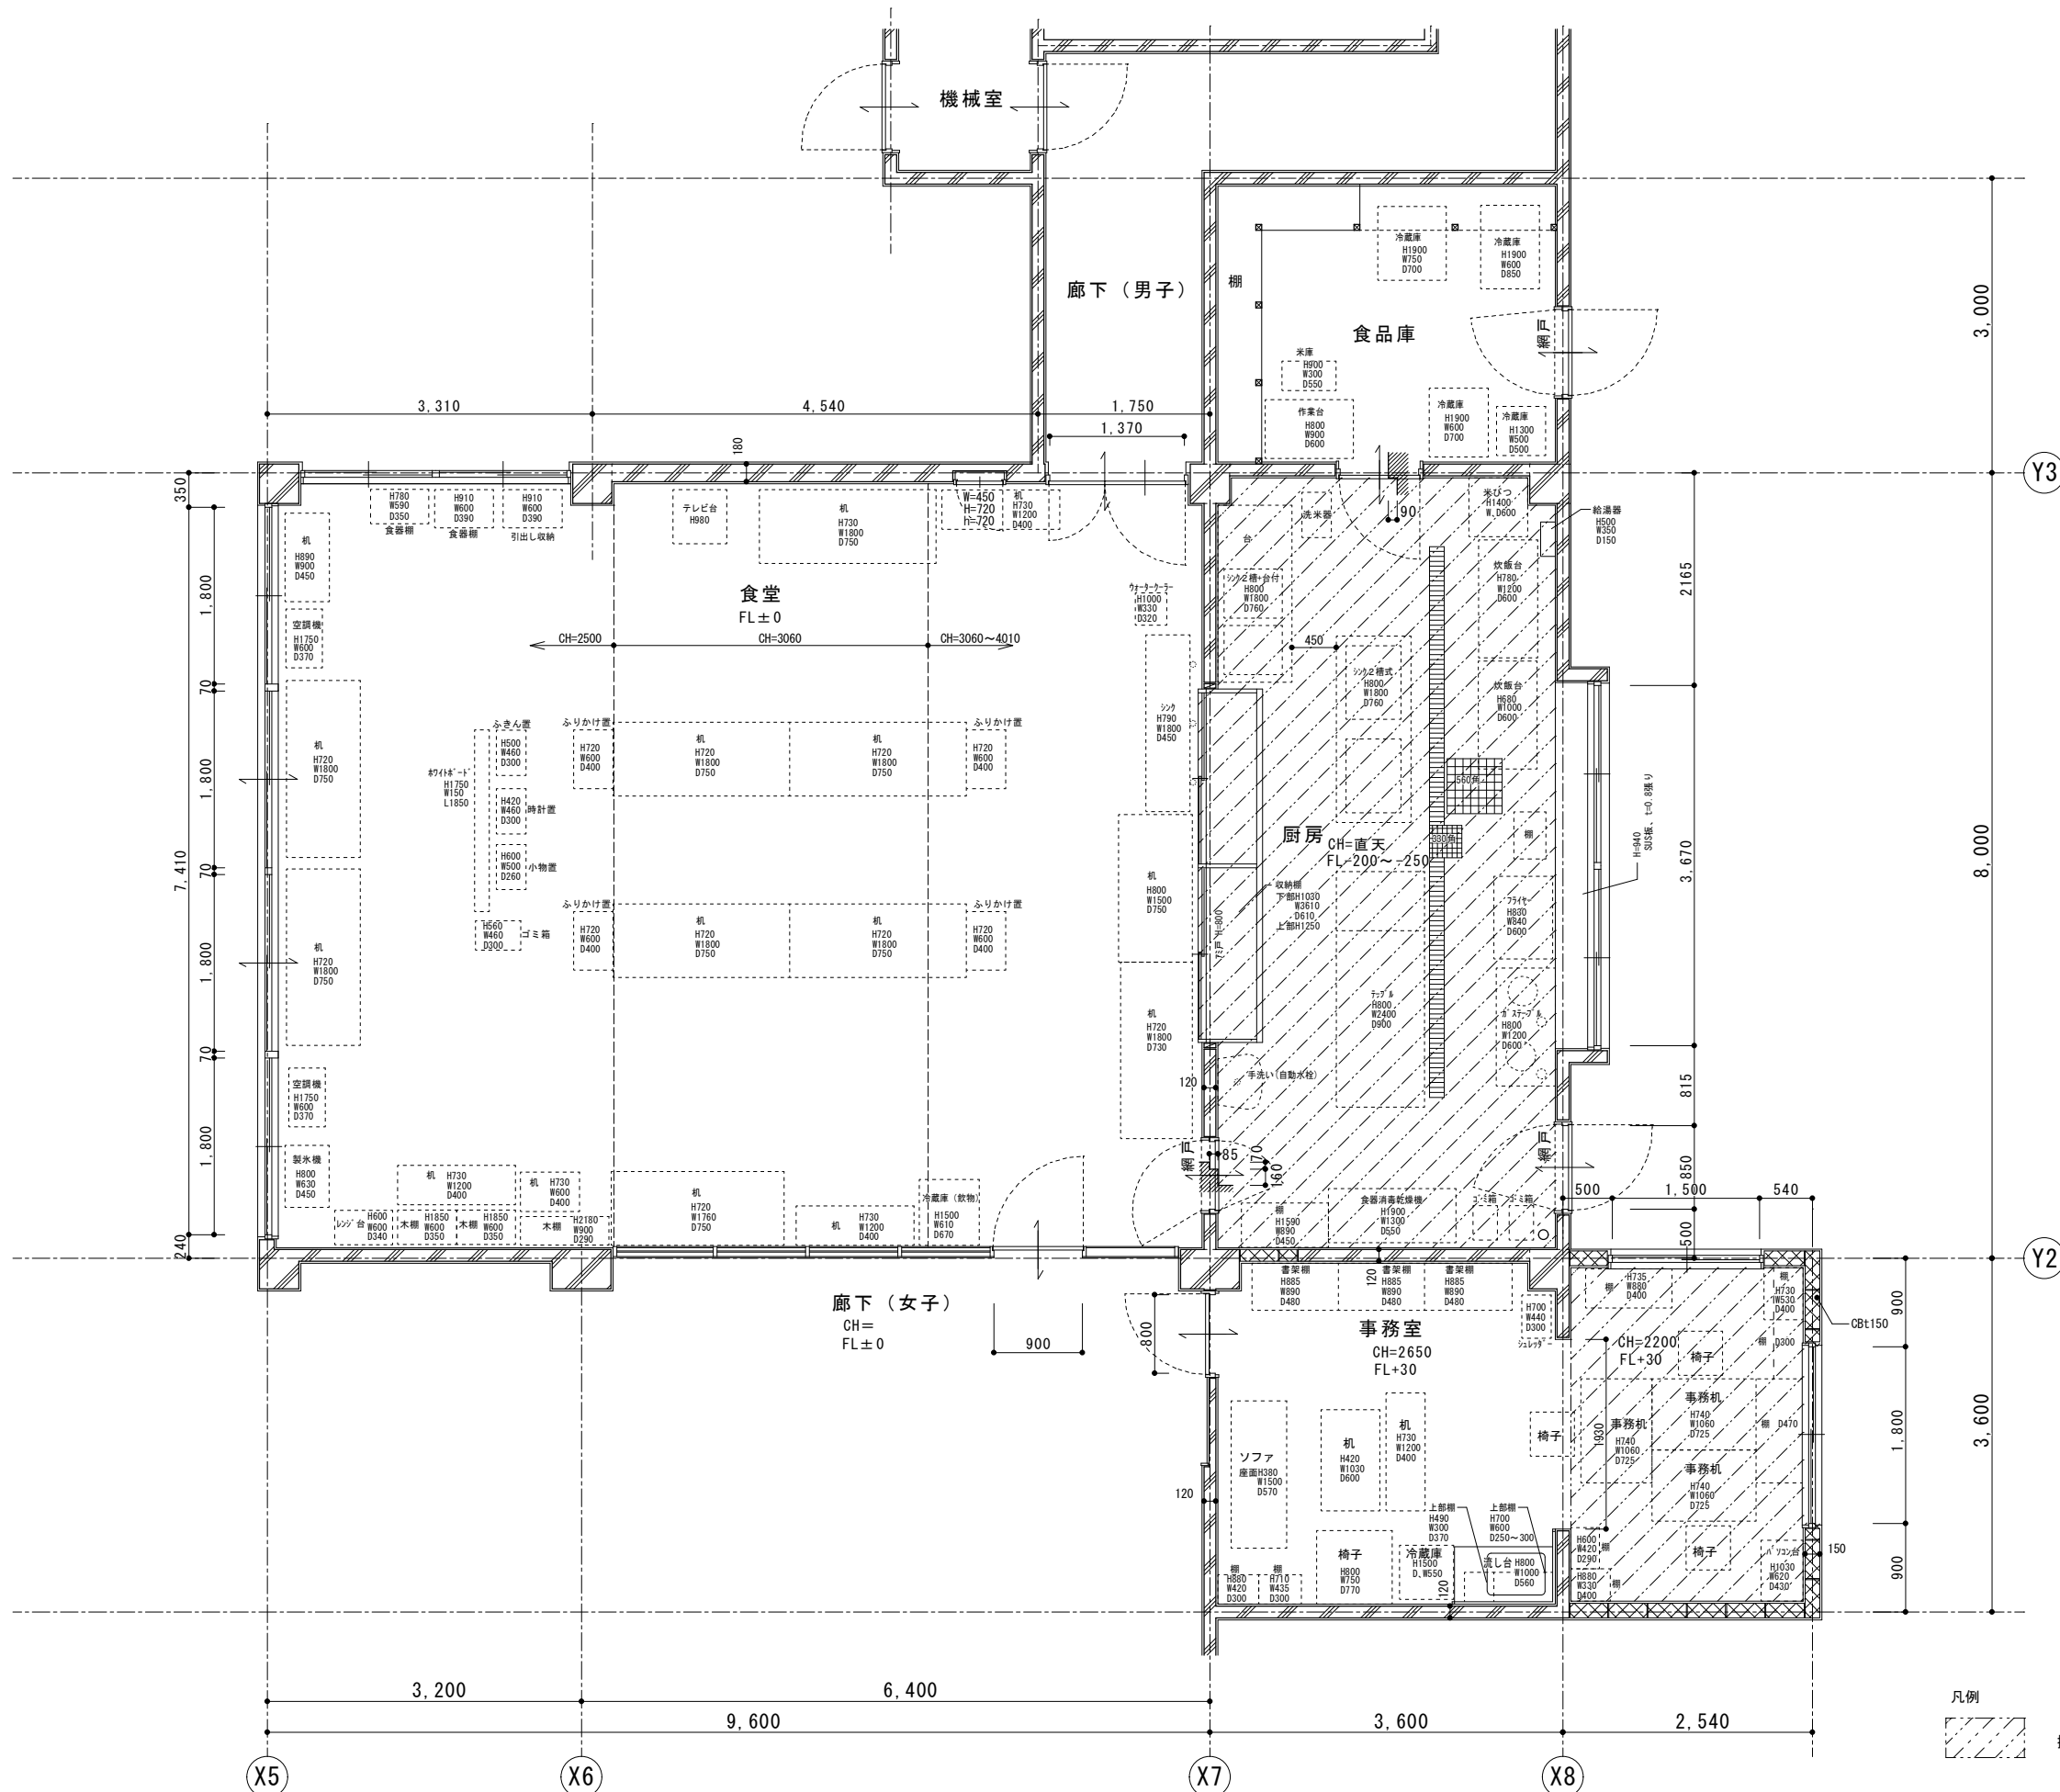 機械室
廊下（男子）
棚
冷蔵庫
H1900
W750
D700
冷蔵庫
H1900
W600
D850
食品庫
網戸
米庫
H900
W300
D550
作業台
H800
W900
D600
冷蔵庫
H1900
W600
D700
冷蔵庫
H1300
W500
D500
3,000
3,310
4,540
1,750
1,370
180
Y3
350
1,800
70
1,800
70
1,800
70
1,800
240
7,410
H780
W590
D350
食器棚
H910
W600
D390
食器棚
H910
W600
D390
引出し収納
テレビ台
H980
机
H730
W1800
D750
W=450
H=720
h=720
机
H730
W1200
D400
机
H890
W900
D450
空調機
H1750
W600
D370
食堂
FL±0
CH=2500
CH=3060
CH=3060～4010
ウォータークーラー
H1000
W330
D320
机
H720
W1800
D750
ホワイトボード
H1750
W150
L1850
ふきん置
H500
W460
D300
H420
W460
D300
時計置
H600
W500
D260
小物置
H560
W460
D300
ゴミ箱
ふりかけ置
H720
W600
D400
机
H720
W1800
D750
机
H720
W1800
D750
ふりかけ置
H720
W600
D400
シンク
H790
W1800
D450
机
H720
W1800
D750
ふりかけ置
H720
W600
D400
机
H720
W1800
D750
机
H720
W1800
D750
ふりかけ置
H720
W600
D400
机
H800
W1500
D750
机
H720
W1800
D730
空調機
H1750
W600
D370
製氷機
H800
W630
D450
レンジ台
H600
W600
D340
木棚
H1850
W600
D350
木棚
H1850
W600
D350
机
H730
W1200
D400
机
H730
W600
D400
木棚
H2180
W900
D290
机
H720
W1760
D750
机
H730
W1200
D400
冷蔵庫（飲物）
H1500
W610
D670
洗米器
台
90
米びつ
H1400
W、D600
給湯器
H500
W350
D150
シンク2槽+台付
H800
W1800
D760
450
シンク2槽式
H800
W1800
D760
炊飯台
H780
W1200
D600
炊飯台
H680
W1000
D600
560角
330角
棚
厨房
CH=直天
FL-200～-250
収納棚
下部H1030
W3610
D610
上部H1250
H=800
フライヤー
H830
W840
D600
テーブル
H800
W2400
D900
ガステーブル
H800
W1200
D600
手洗い（自動水栓）
120
網戸
85
70
160
網戸
棚
H1590
W890
D450
食器消毒乾燥機
H1900
W1300
D550
ゴミ箱
ゴミ箱
H=940
SUS板、t=0.8張り
2165
3,670
815
850
500
8,000
500
1,500
540
Y2
廊下（女子）
CH=
FL±0
900
800
120
書架棚
H885
W890
D480
書架棚
H885
W890
D480
書架棚
H885
W890
D480
H700
W440
D300
シュレッダー
事務室
CH=2650
FL+30
棚
H735
W880
D400
棚
H730
W530
D400
CBt150
CH=2200
FL+30
棚 D300
椅子
1930
事務机
H740
W1060
D725
事務机
H740
W1060
D725
棚 D470
事務机
H740
W1060
D725
椅子
椅子
900
1,800
900
3,600
ソファ
座面H380
W1500
D570
机
H420
W1030
D600
机
H730
W1200
D400
120
上部棚
H490
W300
D370
上部棚
H700
W600
D250～300
棚
H880
W420
D300
棚
H710
W435
D300
椅子
H800
W750
D770
冷蔵庫
H1500
D、W550
120
流し台
H800
W1000
D560
H600
W420
D290
棚
H880
W330
D400
棚
パソコン台
H1030
W620
D430
150
3,200
6,400
9,600
3,600
2,540
凡例
X5
X6
X7
X8